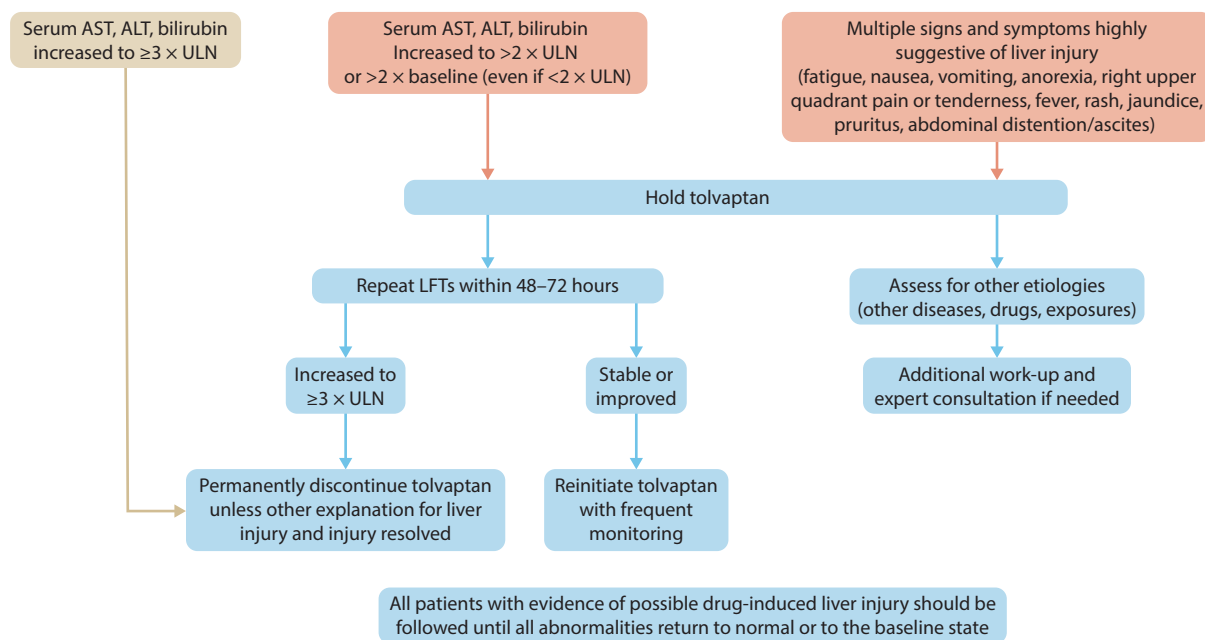 Serum AST, ALT, bilirubin
increased to ≥3 × ULN
Serum AST, ALT, bilirubin
Increased to >2 × ULN
or >2 × baseline (even if <2 × ULN)
Multiple signs and symptoms highly
suggestive of liver injury
(fatigue, nausea, vomiting, anorexia, right upper
quadrant pain or tenderness, fever, rash, jaundice,
pruritus, abdominal distention/ascites)
Hold tolvaptan
Repeat LFTs within 48–72 hours
Assess for other etiologies
(other diseases, drugs, exposures)
Increased to
≥3 × ULN
Stable or
improved
Additional work-up and
expert consultation if needed
Permanently discontinue tolvaptan
unless other explanation for liver
injury and injury resolved
Reinitiate tolvaptan
with frequent
monitoring
All patients with evidence of possible drug-induced liver injury should be
followed until all abnormalities return to normal or to the baseline state